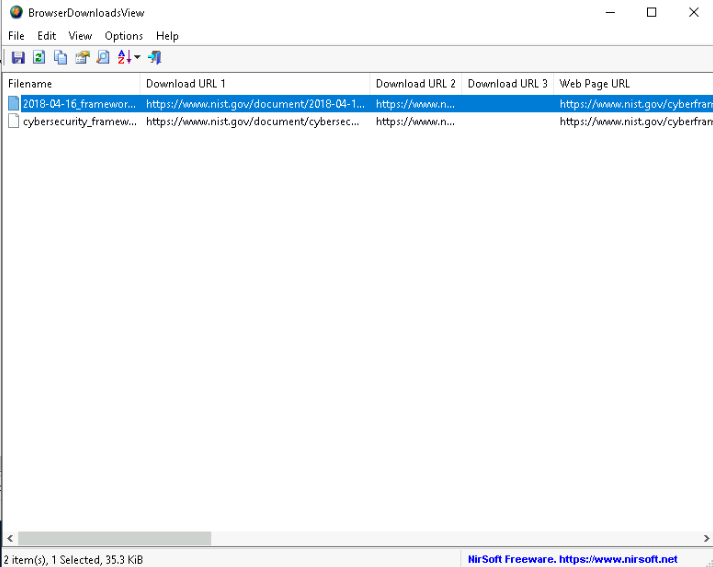 BrowserDownloadsView
File Edit View Options Help
Filename Download URL 1 Download URL 2 Download URL 3 Web Page URL
2018-04-16_framewor... https://www.nist.gov/document/2018-04-1... https://www.n... https://www.nist.gov/cyberfram
cybersecurity_framew... https://www.nist.gov/document/cybersec... https://www.n... https://www.nist.gov/cyberfram
2 item(s), 1 Selected, 35.3 KiB NirSoft Freeware. https://www.nirsoft.net